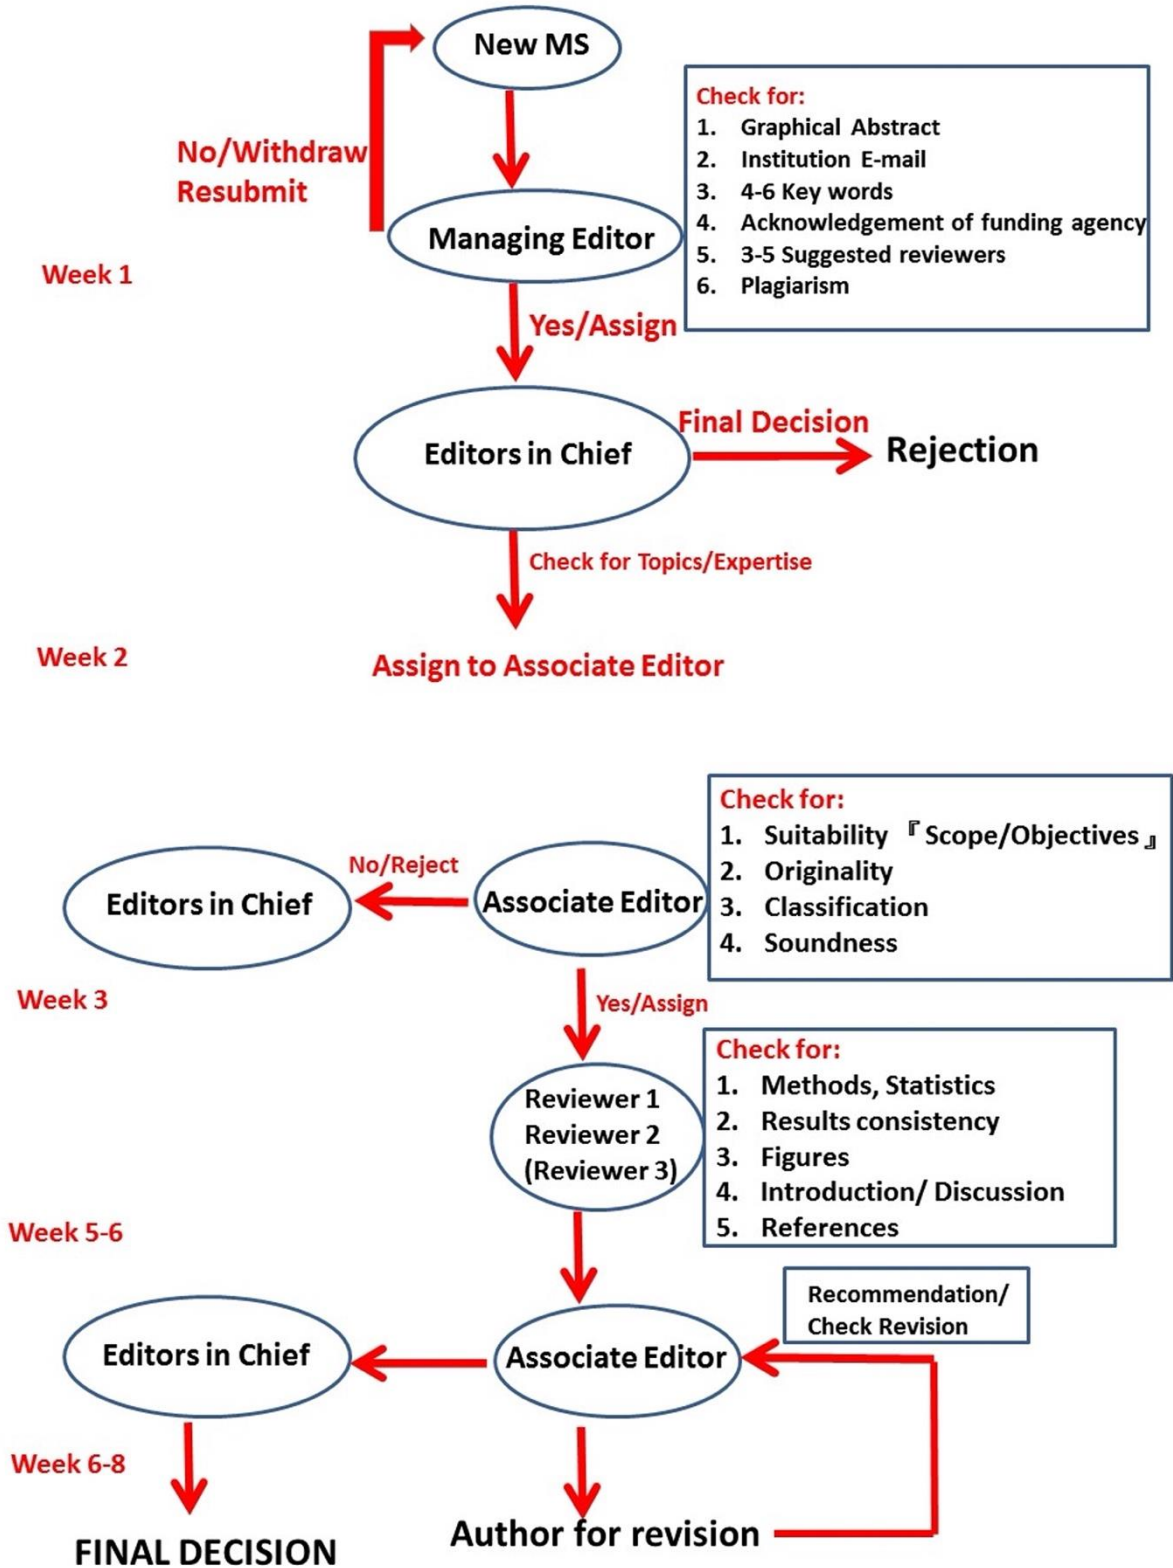 New MS
No/Withdraw
Resubmit
Check for:
1. Graphical Abstract
2. Institution E-mail
3. 4-6 Key words
4. Acknowledgement of funding agency
5. 3-5 Suggested reviewers
6. Plagiarism
Managing Editor
Week 1
Yes/Assign
Editors in Chief
Final Decision
Rejection
Check for Topics/Expertise
Week 2
Assign to Associate Editor
Check for:
1. Suitability『Scope/Objectives』
2. Originality
3. Classification
4. Soundness
No/Reject
Editors in Chief
Associate Editor
Week 3
Yes/Assign
Check for:
1. Methods, Statistics
2. Results consistency
3. Figures
4. Introduction/ Discussion
5. References
Reviewer 1
Reviewer 2
(Reviewer 3)
Week 5-6
Recommendation/
Check Revision
Editors in Chief
Associate Editor
Week 6-8
FINAL DECISION
Author for revision